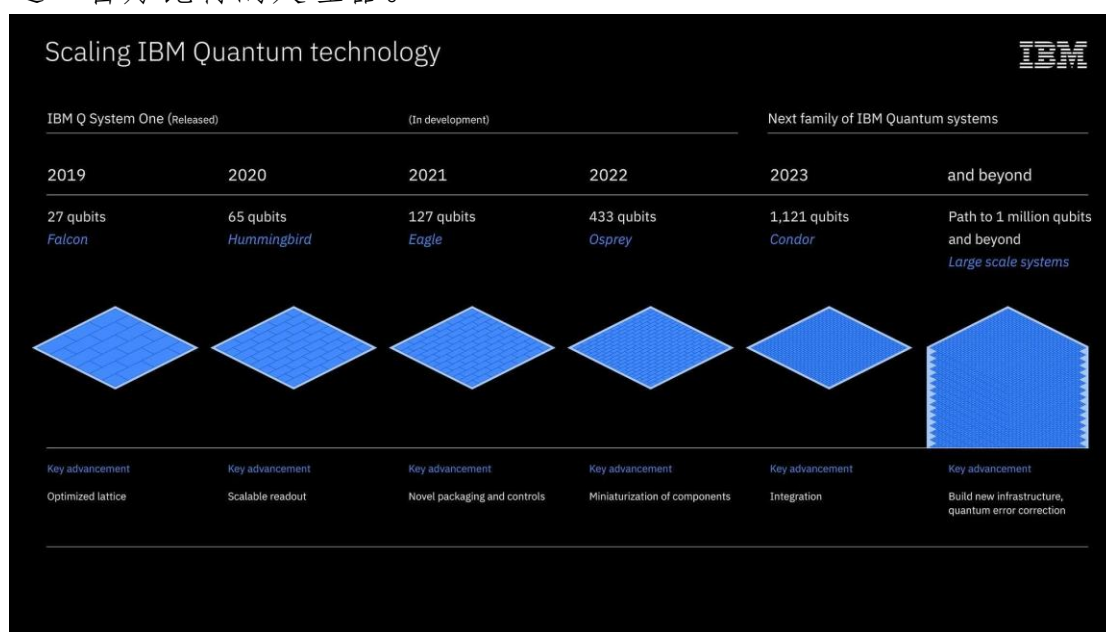 Scaling IBM Quantum technology
IBM
IBM Q System One (Released)
(In development)
Next family of IBM Quantum systems
2019
2020
2021
2022
2023
and beyond
27 qubits
Falcon
65 qubits
Hummingbird
127 qubits
Eagle
433 qubits
Osprey
1,121 qubits
Condor
Path to 1 million qubits
and beyond
Large scale systems
Key advancement
Optimized lattice
Key advancement
Scalable readout
Key advancement
Novel packaging and controls
Key advancement
Miniaturization of components
Key advancement
Integration
Key advancement
Build new infrastructure,
quantum error correction